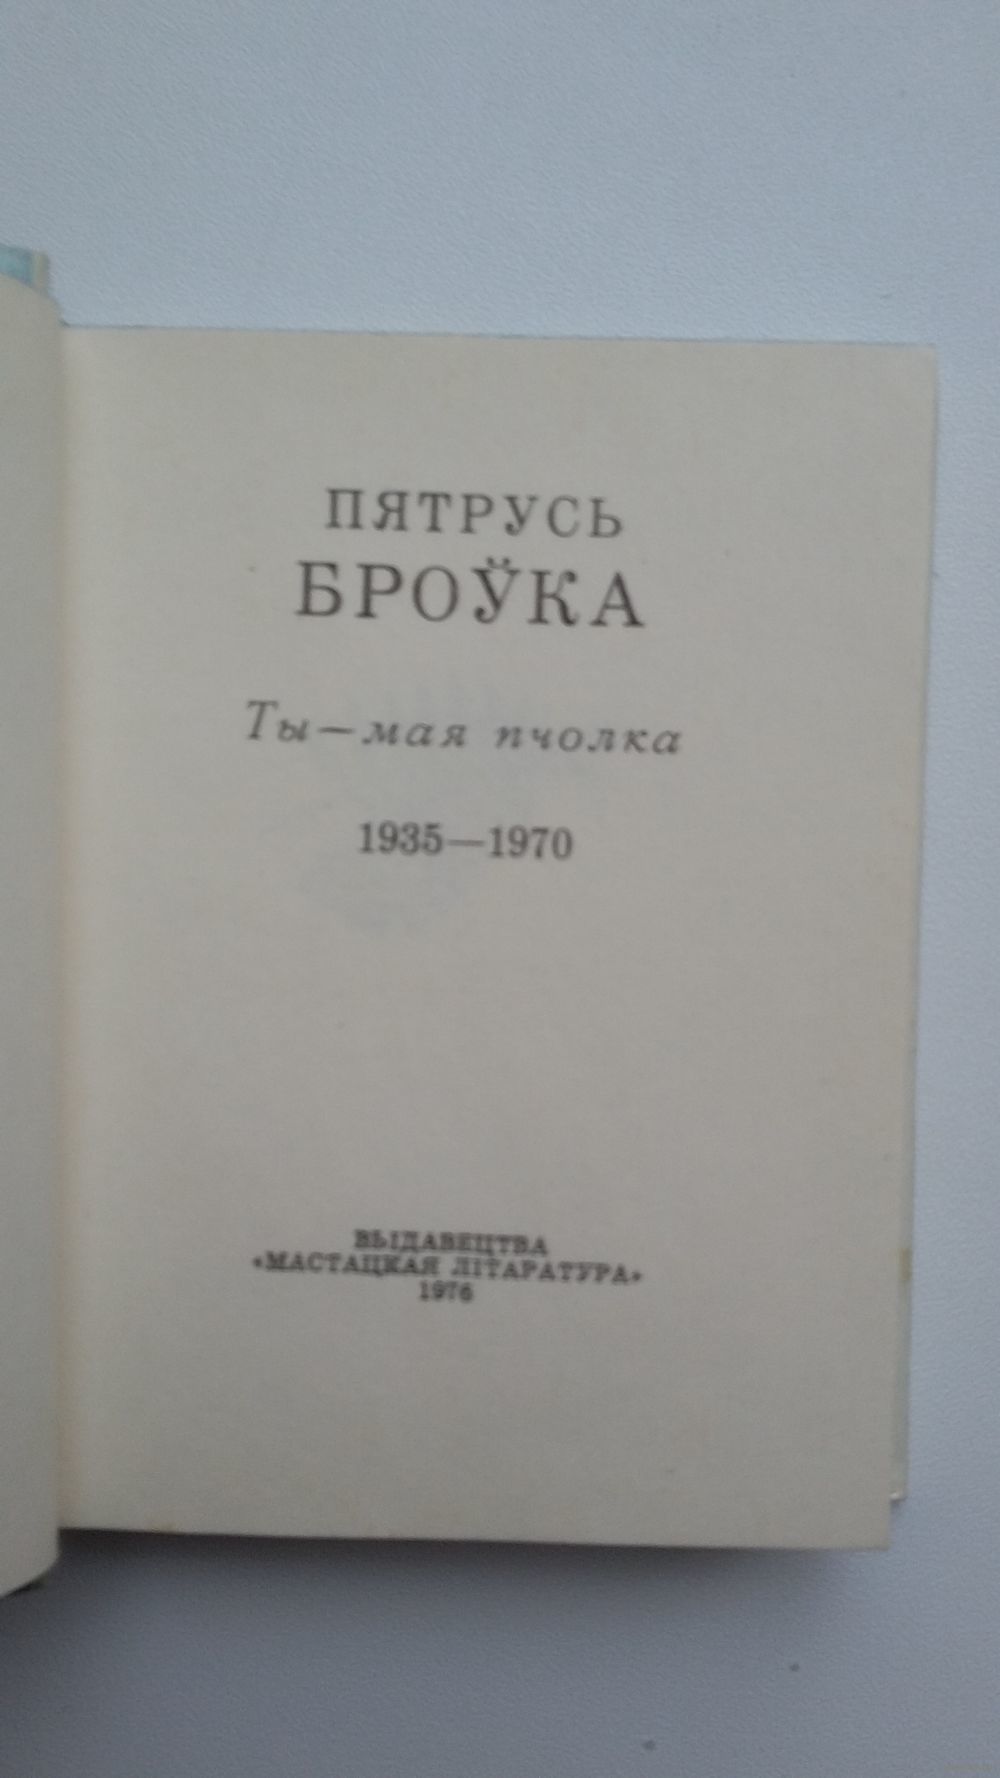 ПЯТРУСЬ
БРОЎКА
Ты—мая пчолка
1935—1970
ВЫДАВЕЦТВА
«МАСТАЦКАЯ ЛІТАРАТУРА»
1976